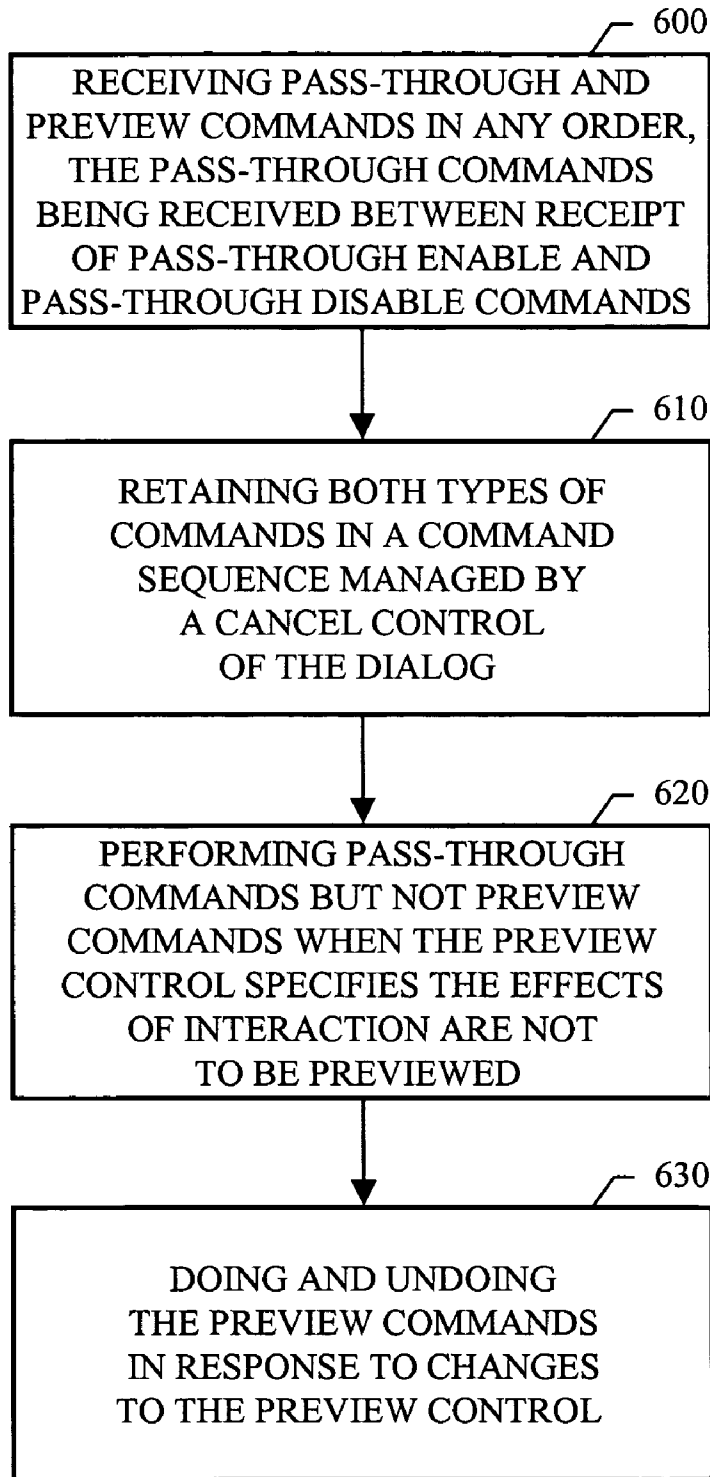 600
RECEIVING PASS-THROUGH AND
PREVIEW COMMANDS IN ANY ORDER,
THE PASS-THROUGH COMMANDS
BEING RECEIVED BETWEEN RECEIPT
OF PASS-THROUGH ENABLE AND
PASS-THROUGH DISABLE COMMANDS
610
RETAINING BOTH TYPES OF
COMMANDS IN A COMMAND
SEQUENCE MANAGED BY
A CANCEL CONTROL
OF THE DIALOG
620
PERFORMING PASS-THROUGH
COMMANDS BUT NOT PREVIEW
COMMANDS WHEN THE PREVIEW
CONTROL SPECIFIES THE EFFECTS
OF INTERACTION ARE NOT
TO BE PREVIEWED
630
DOING AND UNDOING
THE PREVIEW COMMANDS
IN RESPONSE TO CHANGES
TO THE PREVIEW CONTROL